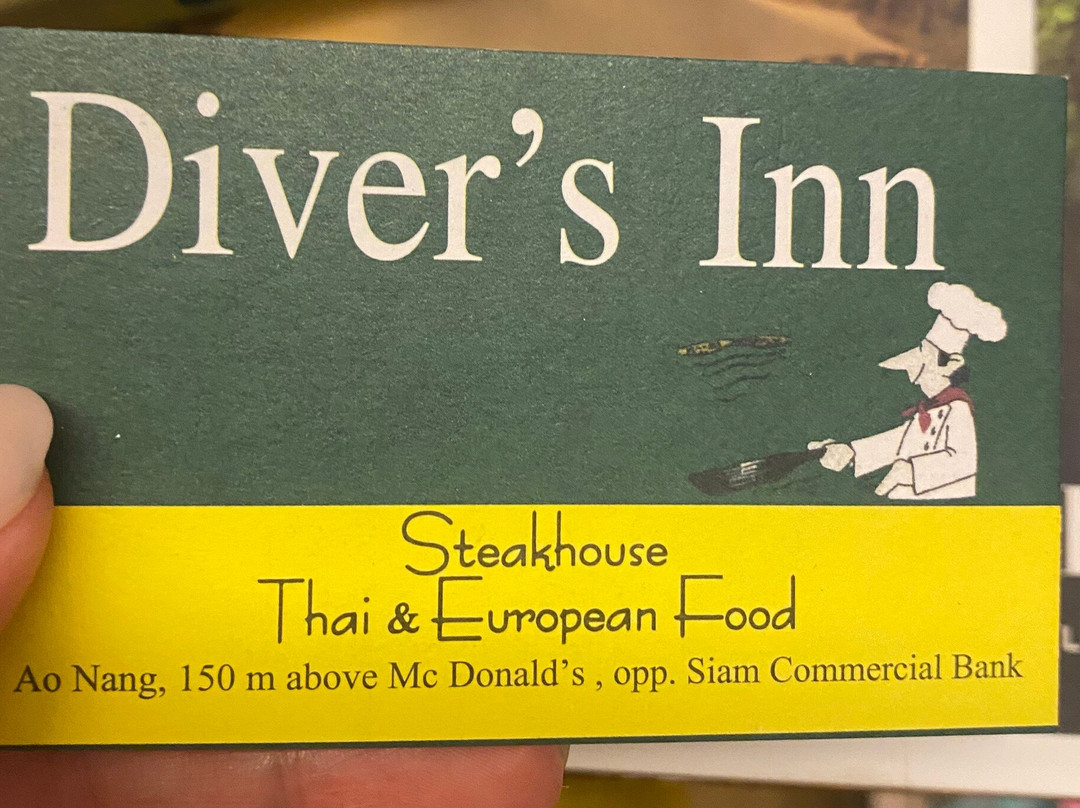 Diver's Inn
Steakhouse
Thai & European Food
Ao Nang, 150 m above Mc Donald's , opp. Siam Commercial Bank